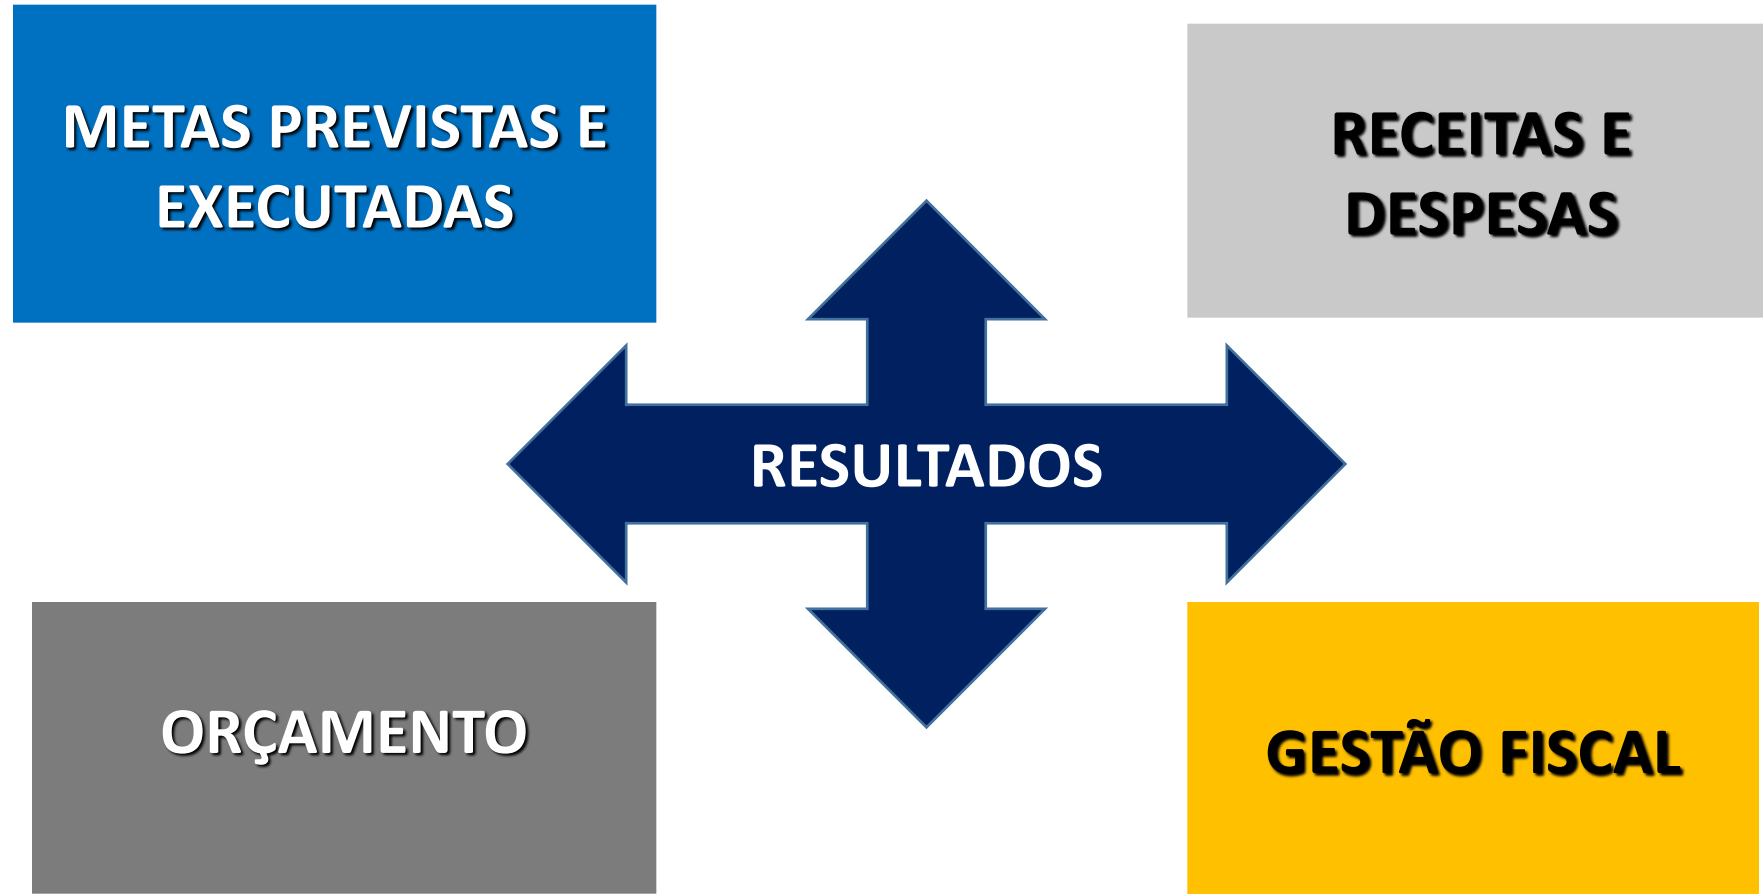 METAS PREVISTAS E
EXECUTADAS
RECEITAS E
DESPESAS
RESULTADOS
ORÇAMENTO
GESTÃO FISCAL